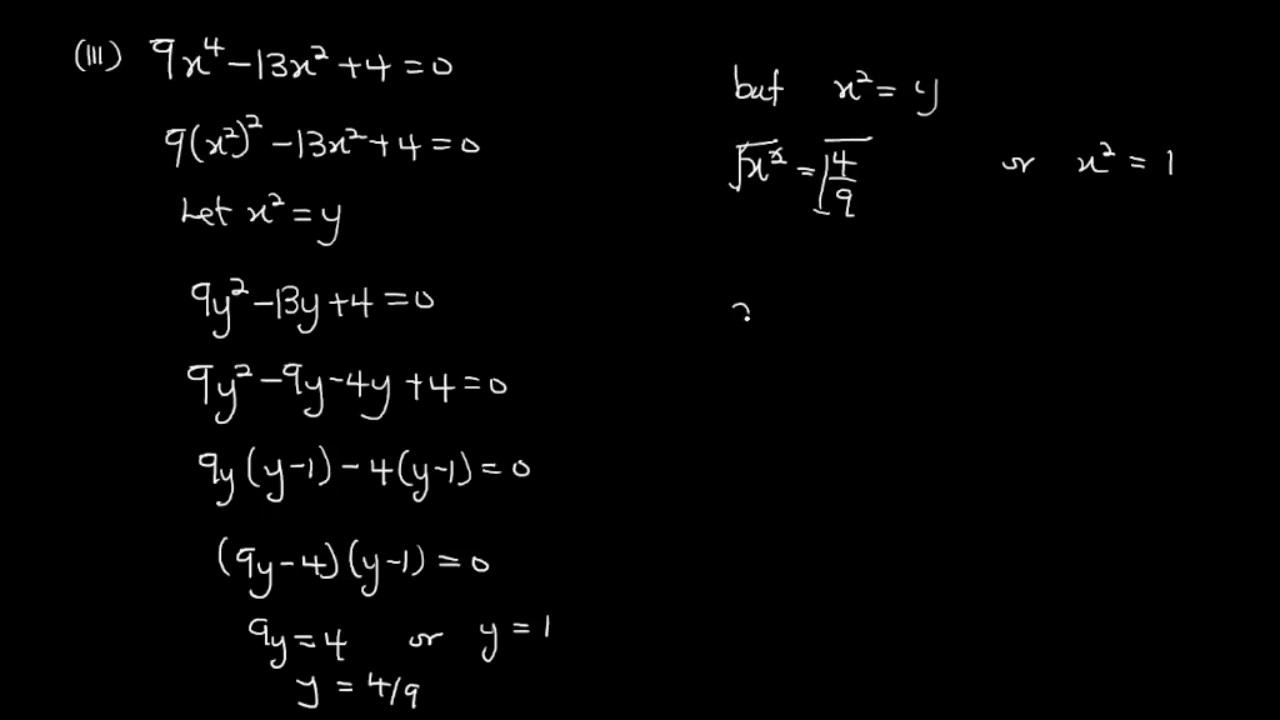 (III) 9x⁴ - 13x² + 4 = 0
9(x²)² - 13x² + 4 = 0
Let x² = y
9y² - 13y + 4 = 0
9y² - 9y - 4y + 4 = 0
9y(y-1) - 4(y-1) = 0
(9y-4)(y-1) = 0
9y = 4 or y = 1
y = 4/9
but x² = y
√x² = √4/9 or x² = 1